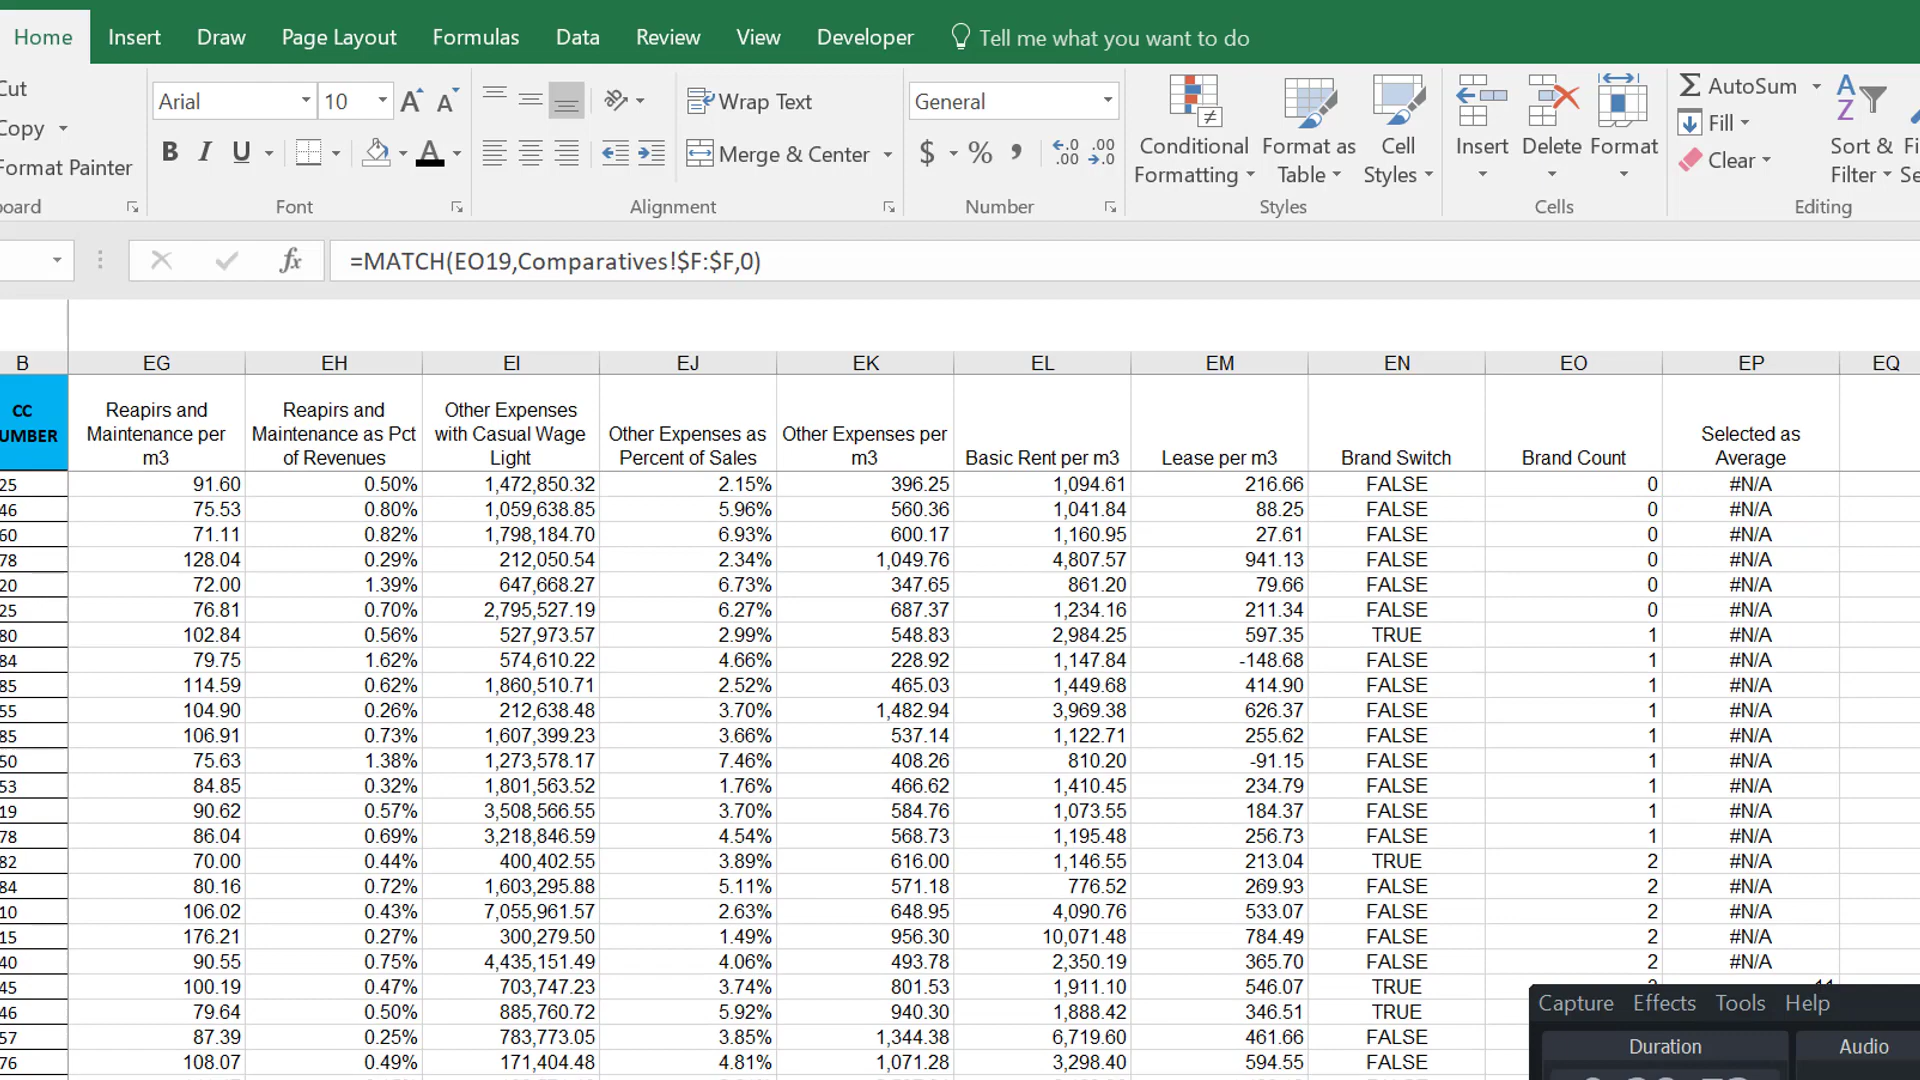 Home Insert Draw Page Layout Formulas Data Review View Developer Tell me what you want to do
Cut
Copy
Format Painter
Arial 10
B I U
Wrap Text
Merge & Center
General
$ % ,
Conditional Formatting
Format as Table
Cell Styles
Insert Delete Format
AutoSum
Fill
Clear
Sort & Filter
Font Alignment Number Styles Cells Editing
fx =MATCH(EO19,Comparatives!$F:$F,0)
B EG EH EI EJ EK EL EM EN EO EP EQ
CC
UMBER
Reapirs and
Maintenance per
m3
Reapirs and
Maintenance as Pct
of Revenues
Other Expenses
with Casual Wage
Light
Other Expenses as
Percent of Sales
Other Expenses per
m3
Basic Rent per m3
Lease per m3
Brand Switch
Brand Count
Selected as
Average
25 91.60 0.50% 1,472,850.32 2.15% 396.25 1,094.61 216.66 FALSE 0 #N/A
46 75.53 0.80% 1,059,638.85 5.96% 560.36 1,041.84 88.25 FALSE 0 #N/A
60 71.11 0.82% 1,798,184.70 6.93% 600.17 1,160.95 27.61 FALSE 0 #N/A
78 128.04 0.29% 212,050.54 2.34% 1,049.76 4,807.57 941.13 FALSE 0 #N/A
20 72.00 1.39% 647,668.27 6.73% 347.65 861.20 79.66 FALSE 0 #N/A
25 76.81 0.70% 2,795,527.19 6.27% 687.37 1,234.16 211.34 FALSE 0 #N/A
80 102.84 0.56% 527,973.57 2.99% 548.83 2,984.25 597.35 TRUE 1 #N/A
84 79.75 1.62% 574,610.22 4.66% 228.92 1,147.84 -148.68 FALSE 1 #N/A
85 114.59 0.62% 1,860,510.71 2.52% 465.03 1,449.68 414.90 FALSE 1 #N/A
55 104.90 0.26% 212,638.48 3.70% 1,482.94 3,969.38 626.37 FALSE 1 #N/A
85 106.91 0.73% 1,607,399.23 3.66% 537.14 1,122.71 255.62 FALSE 1 #N/A
50 75.63 1.38% 1,273,578.17 7.46% 408.26 810.20 -91.15 FALSE 1 #N/A
53 84.85 0.32% 1,801,563.52 1.76% 466.62 1,410.45 234.79 FALSE 1 #N/A
19 90.62 0.57% 3,508,566.55 3.70% 584.76 1,073.55 184.37 FALSE 1 #N/A
78 86.04 0.69% 3,218,846.59 4.54% 568.73 1,195.48 256.73 FALSE 1 #N/A
82 70.00 0.44% 400,402.55 3.89% 616.00 1,146.55 213.04 TRUE 2 #N/A
84 80.16 0.72% 1,603,295.88 5.11% 571.18 776.52 269.93 FALSE 2 #N/A
10 106.02 0.43% 7,055,961.57 2.63% 648.95 4,090.76 533.07 FALSE 2 #N/A
15 176.21 0.27% 300,279.50 1.49% 956.30 10,071.48 784.49 FALSE 2 #N/A
40 90.55 0.75% 4,435,151.49 4.06% 493.78 2,350.19 365.70 FALSE 2 #N/A
45 100.19 0.47% 703,747.23 3.74% 801.53 1,911.10 546.07 TRUE
46 79.64 0.50% 885,760.72 5.92% 940.30 1,888.42 346.51 TRUE
57 87.39 0.25% 783,773.05 3.85% 1,344.38 6,719.60 461.66 FALSE
76 108.07 0.49% 171,404.48 4.81% 1,071.28 3,298.40 594.55 FALSE
Capture Effects Tools Help
Duration Audio